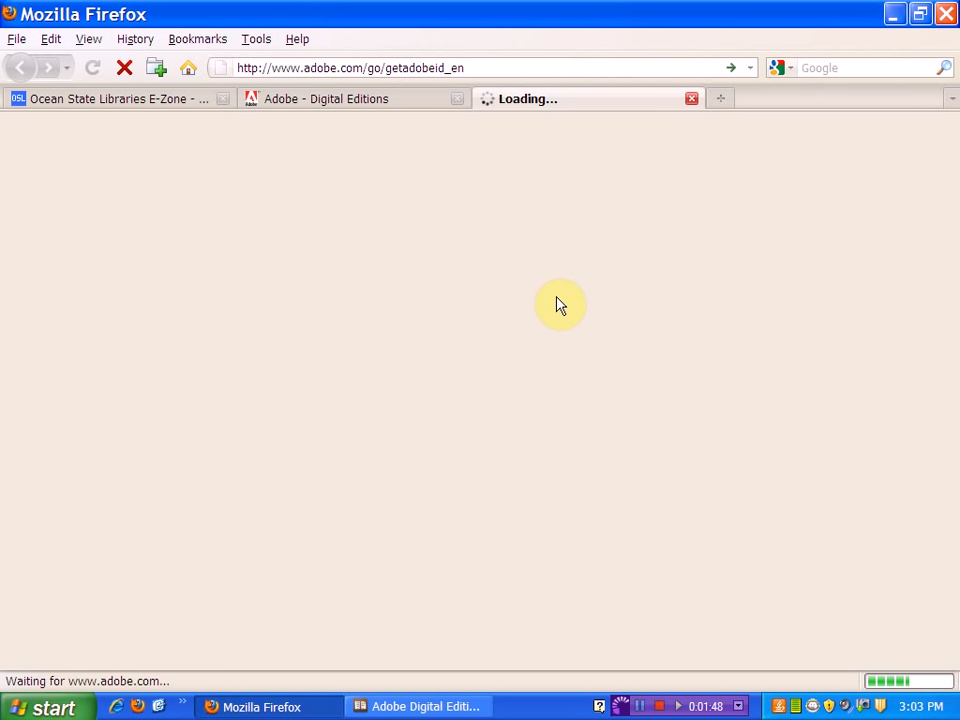 Mozilla Firefox
File Edit View History Bookmarks Tools Help
http://www.adobe.com/go/getadobeid_en Google
OSL Ocean State Libraries E-Zone - ... Adobe - Digital Editions Loading...
Waiting for www.adobe.com...
start Mozilla Firefox Adobe Digital Editi... 0:01:48 3:03 PM